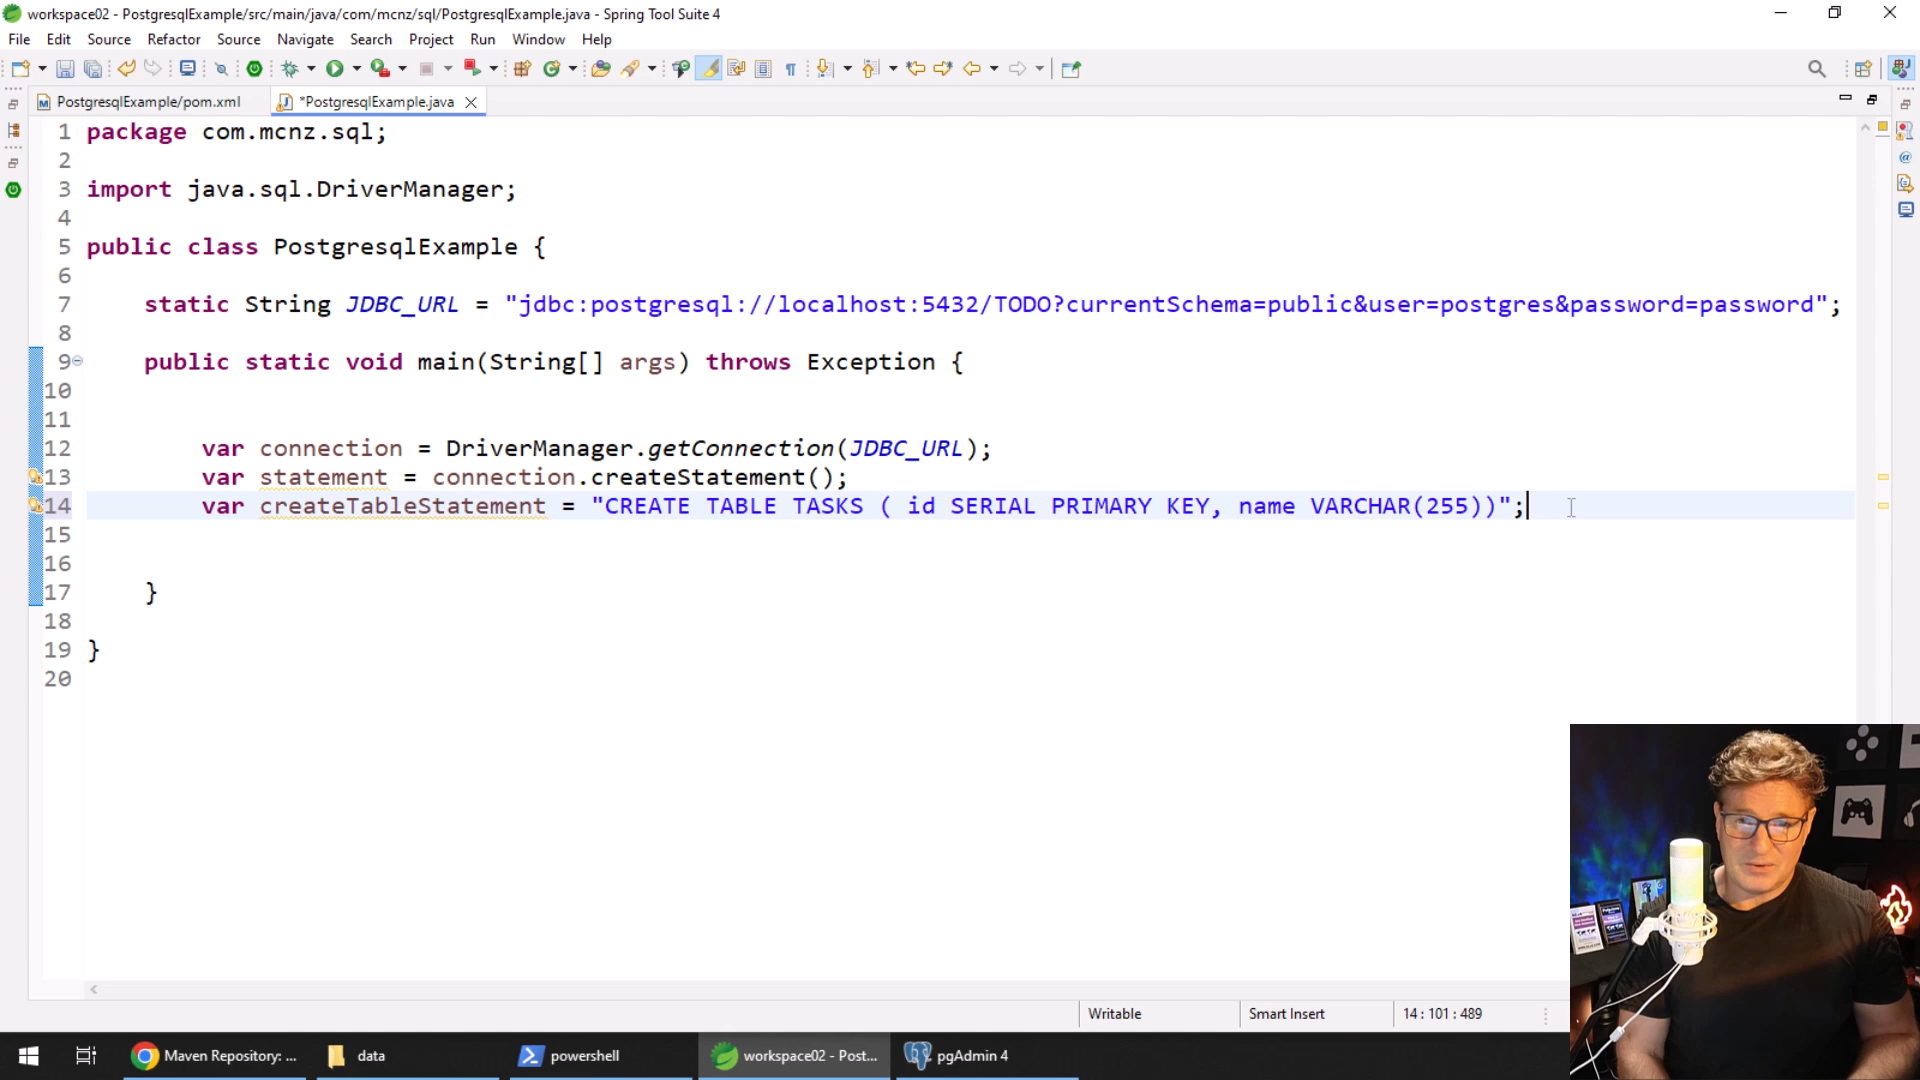 workspace02 - PostgresqlExample/src/main/java/com/mcnz/sql/PostgresqlExample.java - Spring Tool Suite 4
File Edit Source Refactor Source Navigate Search Project Run Window Help
PostgresqlExample/pom.xml *PostgresqlExample.java
1 package com.mcnz.sql;
2
3 import java.sql.DriverManager;
4
5 public class PostgresqlExample {
6
7 static String JDBC_URL = "jdbc:postgresql://localhost:5432/TODO?currentSchema=public&user=postgres&password=password";
8
9 public static void main(String[] args) throws Exception {
10
11
12 var connection = DriverManager.getConnection(JDBC_URL);
13 var statement = connection.createStatement();
14 var createTableStatement = "CREATE TABLE TASKS ( id SERIAL PRIMARY KEY, name VARCHAR(255))";
15
16
17 }
18
19 }
20
Writable Smart Insert 14 : 101 : 489
Maven Repository: ... data powershell workspace02 - Post... pgAdmin 4